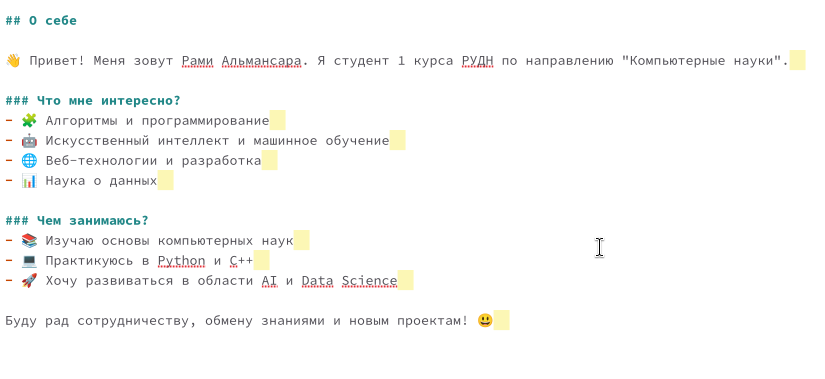 ## О себе
👋 Привет! Меня зовут Рами Альмансара. Я студент 1 курса РУДН по направлению "Компьютерные науки".
### Что мне интересно?
- 🧩 Алгоритмы и программирование
- 🤖 Искусственный интеллект и машинное обучение
- 🌐 Веб-технологии и разработка
- 📊 Наука о данных
### Чем занимаюсь?
- 📚 Изучаю основы компьютерных наук
- 💻 Практикуюсь в Python и C++
- 🚀 Хочу развиваться в области AI и Data Science
Буду рад сотрудничеству, обмену знаниями и новым проектам! 😃